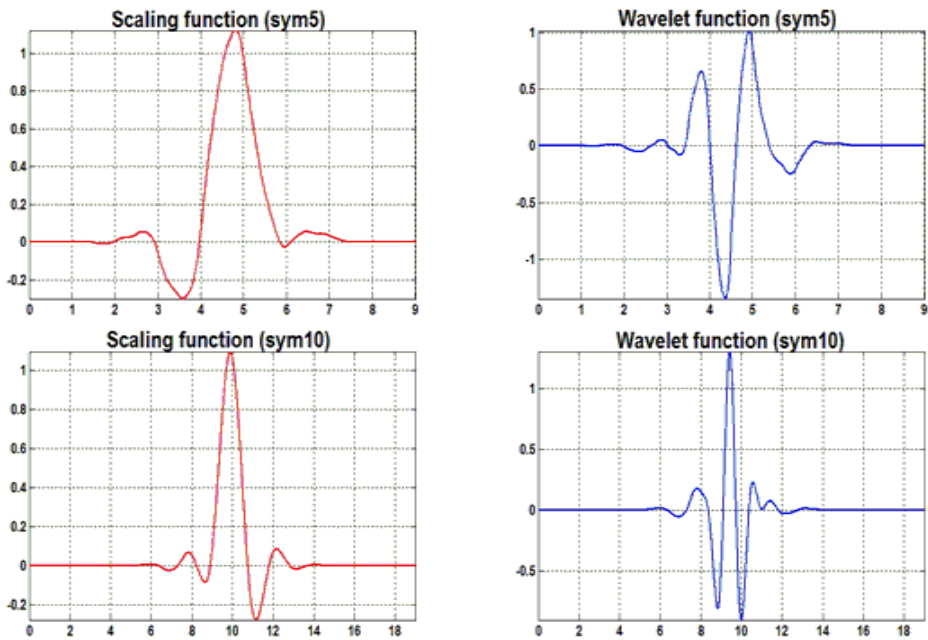 Scaling function (sym5)
1
0.8
0.6
0.4
0.2
0
-0.2
0 1 2 3 4 5 6 7 8 9
Wavelet function (sym5)
1
0.5
0
-0.5
-1
0 1 2 3 4 5 6 7 8 9
Scaling function (sym10)
1
0.8
0.6
0.4
0.2
0
-0.2
0 2 4 6 8 10 12 14 16 18
Wavelet function (sym10)
1
0.5
0
-0.5
0 2 4 6 8 10 12 14 16 18